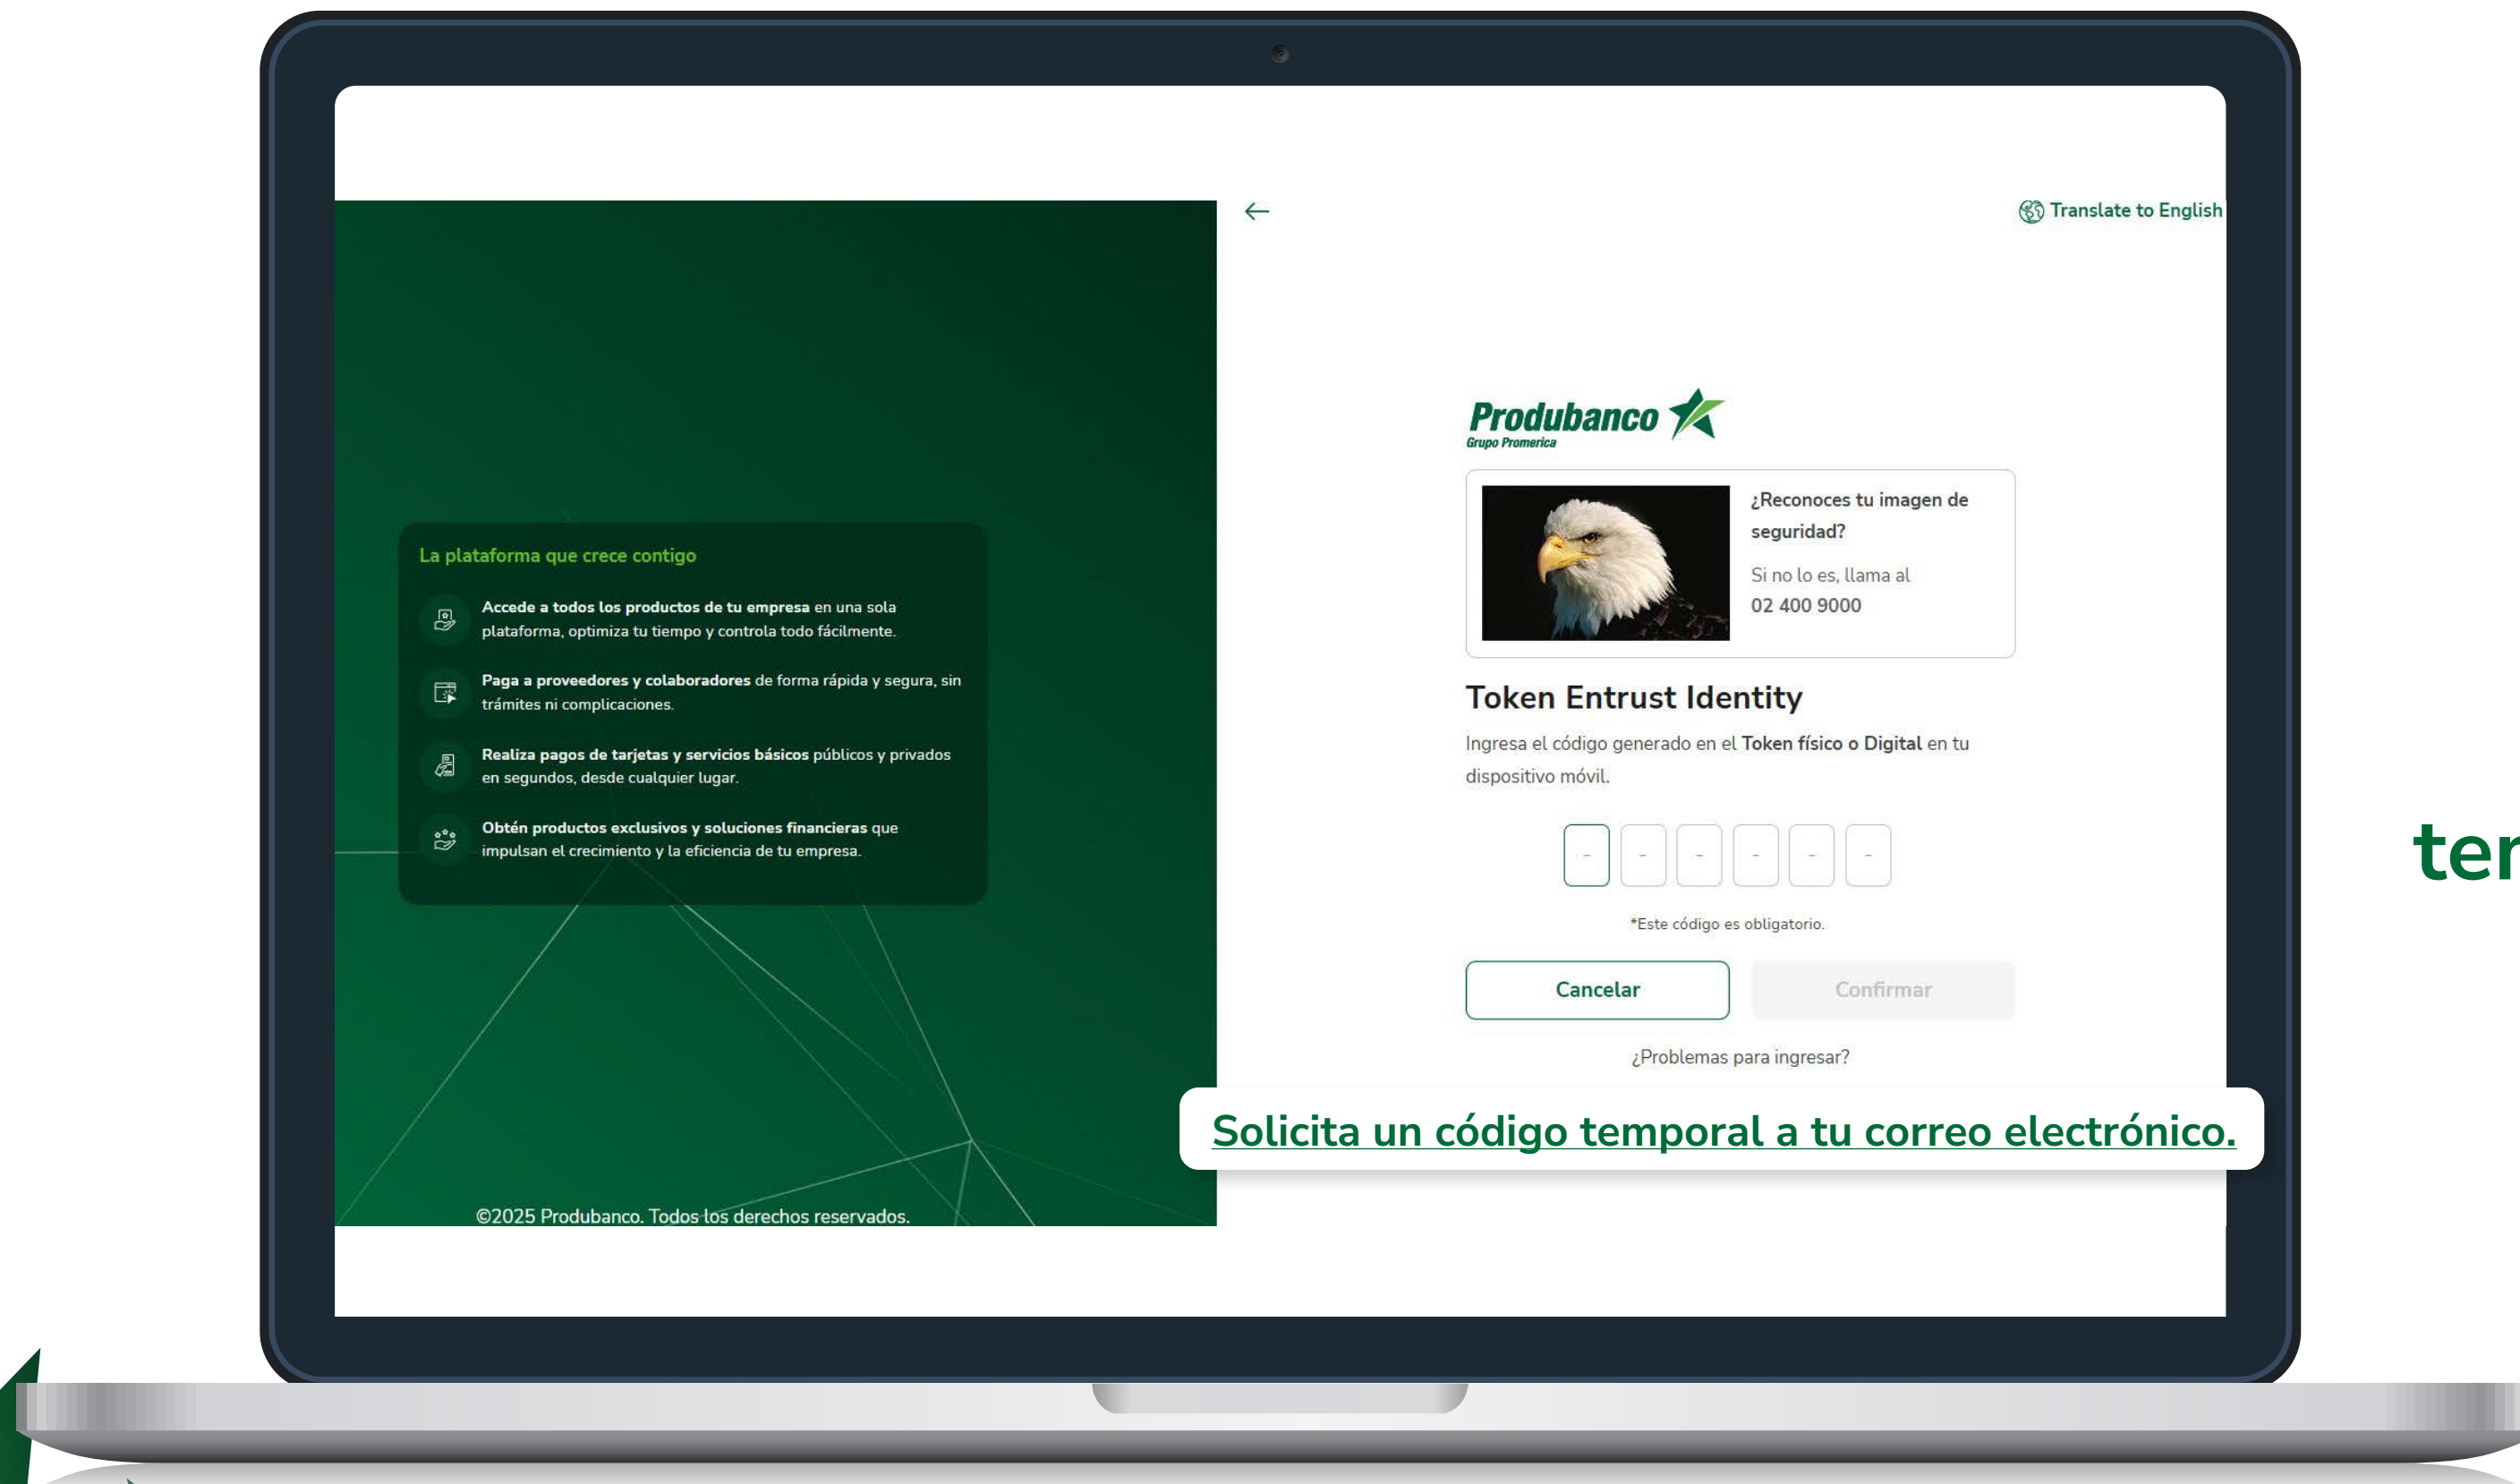 Translate to English
Produbanco
Grupo Promerica
¿Reconoces tu imagen de
seguridad?
Si no lo es, llama al
02 400 9000
La plataforma que crece contigo
Accede a todos los productos de tu empresa en una sola
plataforma, optimiza tu tiempo y controla todo fácilmente.
Paga a proveedores y colaboradores de forma rápida y segura, sin
trámites ni complicaciones.
Realiza pagos de tarjetas y servicios básicos públicos y privados
en segundos, desde cualquier lugar.
Obtén productos exclusivos y soluciones financieras que
impulsan el crecimiento y la eficiencia de tu empresa.
©2025 Produbanco. Todos los derechos reservados.
Token Entrust Identity
Ingresa el código generado en el Token físico o Digital en tu
dispositivo móvil.
- - - - - -
*Este código es obligatorio.
Cancelar
Confirmar
¿Problemas para ingresar?
Solicita un código temporal a tu correo electrónico.